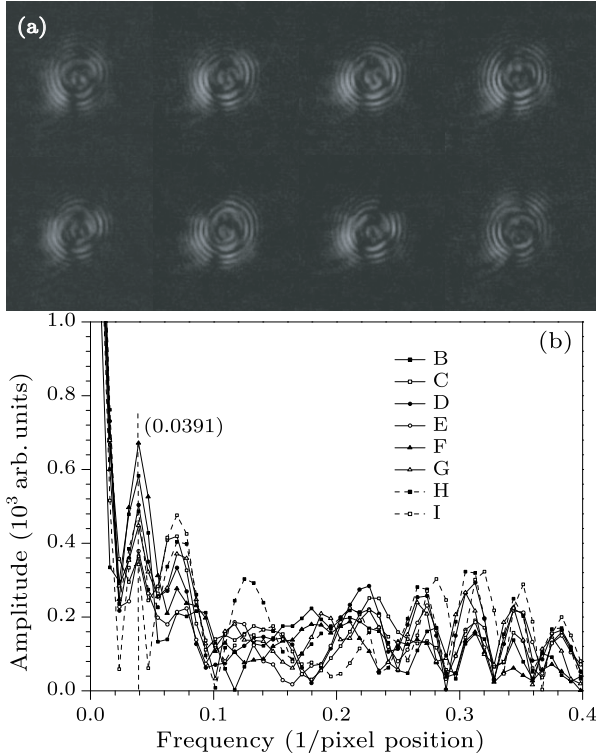 (a)
1.0
(b)
B
C
0.8
D
E
(0.0391)
F
0.6
G
H
I
0.4
0.2
0.0
0.0
0.1
0.2
0.3
0.4
Amplitude (10³ arb. units)
Frequency (1/pixel position)